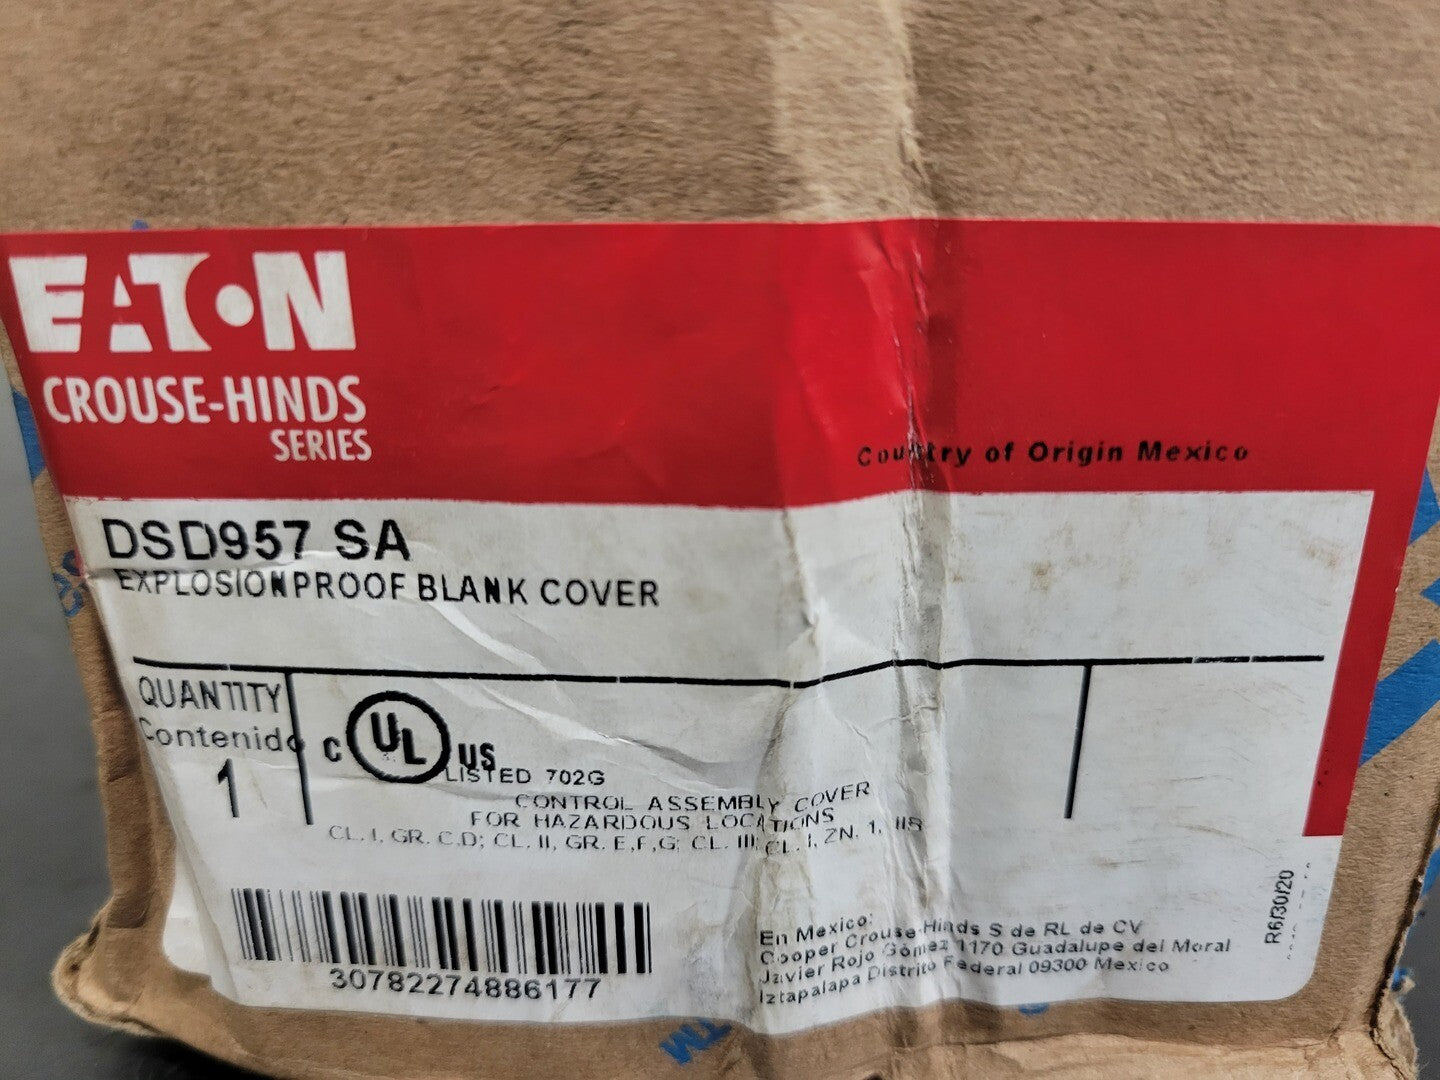 EATON
CROUSE-HINDS
SERIES
Country of Origin Mexico
DSD957 SA
EXPLOSIONPROOF BLANK COVER
QUANTITY
Contenido
1
C UL US
LISTED 702G
CONTROL ASSEMBLY COVER
FOR HAZARDOUS LOCATIONS
CL. I, GR. C,D; CL. II, GR. E,F,G; CL. III; CL. I, ZN. 1, IIB
30782274886177
En Mexico:
Cooper Crouse-Hinds S de RL de CV
Javier Rojo Gómez 1170 Guadalupe del Moral
Iztapalapa Distrito Federal 09300 Mexico
R6/30/20
TM